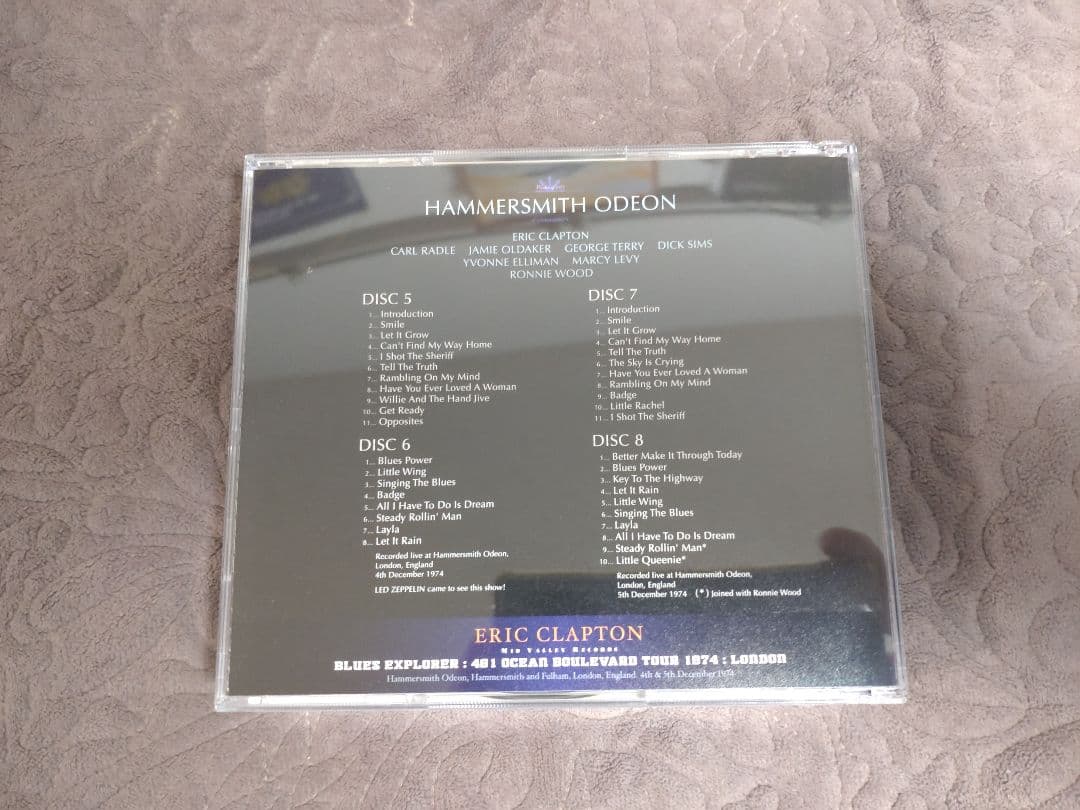 HAMMERSMITH ODEON
ERIC CLAPTON
CARL RADLE JAMIE OLDAKER GEORGE TERRY DICK SIMS
YVONNE ELLIMAN MARCY LEVY
RONNIE WOOD
DISC 5
1... Introduction
2... Smile
3... Let It Grow
4... Can't Find My Way Home
5... I Shot The Sheriff
6... Tell The Truth
7... Rambling On My Mind
8... Have You Ever Loved A Woman
9... Willie And The Hand Jive
10... Get Ready
11... Opposites
DISC 6
1... Blues Power
2... Little Wing
3... Singing The Blues
4... Badge
5... All I Have To Do Is Dream
6... Steady Rollin' Man
7... Layla
8... Let It Rain
Recorded live at Hammersmith Odeon,
London, England
4th December 1974
LED ZEPPELIN came to see this show!
DISC 7
1... Introduction
2... Smile
3... Let It Grow
4... Can't Find My Way Home
5... Tell The Truth
6... The Sky Is Crying
7... Have You Ever Loved A Woman
8... Rambling On My Mind
9... Badge
10... Little Rachel
11... I Shot The Sheriff
DISC 8
1... Better Make It Through Today
2... Blues Power
3... Key To The Highway
4... Let It Rain
5... Little Wing
6... Singing The Blues
7... Layla
8... All I Have To Do Is Dream
9... Steady Rollin' Man*
10... Little Queenie*
Recorded live at Hammersmith Odeon,
London, England
5th December 1974 (*) Joined with Ronnie Wood
ERIC CLAPTON
MID VALLEY RECORDS
BLUES EXPLORER : 461 OCEAN BOULEVARD TOUR 1974 : LONDON
Hammersmith Odeon, Hammersmith and Fulham, London, England. 4th & 5th December 1974